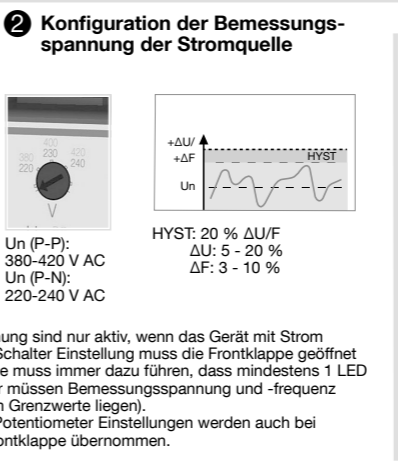 2 Konfiguration der Bemessungs-
spannung der Stromquelle
400
380 230 420
220 240
V
Un (P-P):
380-420 V AC
Un (P-N):
220-240 V AC
+ΔU/
+ΔF
HYST
Un
HYST: 20 % ΔU/F
ΔU: 5 - 20 %
ΔF: 3 - 10 %
nung sind nur aktiv, wenn das Gerät mit Strom
Schalter Einstellung muss die Frontklappe geöffnet
e muss immer dazu führen, dass mindestens 1 LED
r müssen Bemessungsspannung und -frequenz
n Grenzwerte liegen).
Potentiometer Einstellungen werden auch bei
ontklappe übernommen.